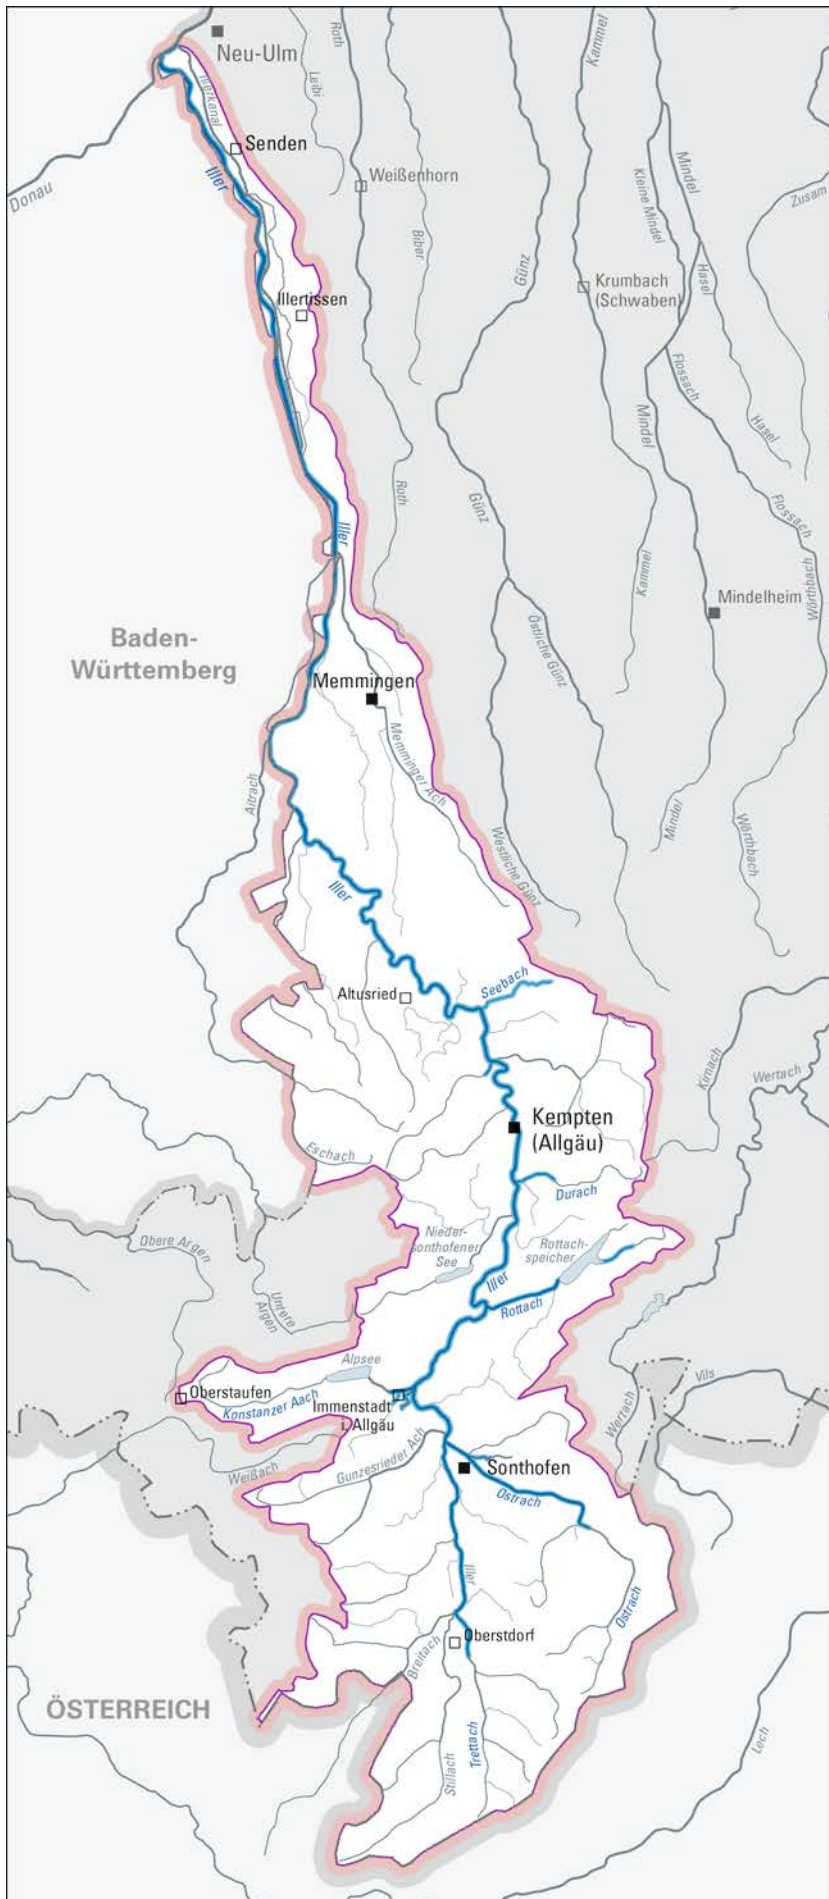 Neu-Ulm
Roth
Kammel
Leibi
Illerkanal
Senden
Iller
Donau
Weißenhorn
Mindel
Kleine Mindel
Zusam
Biber
Günz
Hasel
Krumbach
(Schwaben)
Illertissen
Flossach
Mindel
Hasel
Roth
Günz
Flossach
Iller
Kammel
Wörthbach
Mindelheim
Baden-
Württemberg
Östliche Günz
Memmingen
Memminger Ach
Aitrach
Mindel
Wörthbach
Westliche Günz
Iller
Seebach
Altusried
Kirnach
Wertach
Kempten
(Allgäu)
Eschach
Durach
Nieder-
sonthofener
See
Rottach-
speicher
Obere Argen
Iller
Untere
Argen
Rottach
Alpsee
Oberstaufen
Konstanzer Aach
Immenstadt
i. Allgäu
Vils
Wertach
Gunzesrieder Ach
Weißach
Sonthofen
Ostrach
Iller
Ostrach
Oberstdorf
Breitach
ÖSTERREICH
Trettach
Stillach
Lech